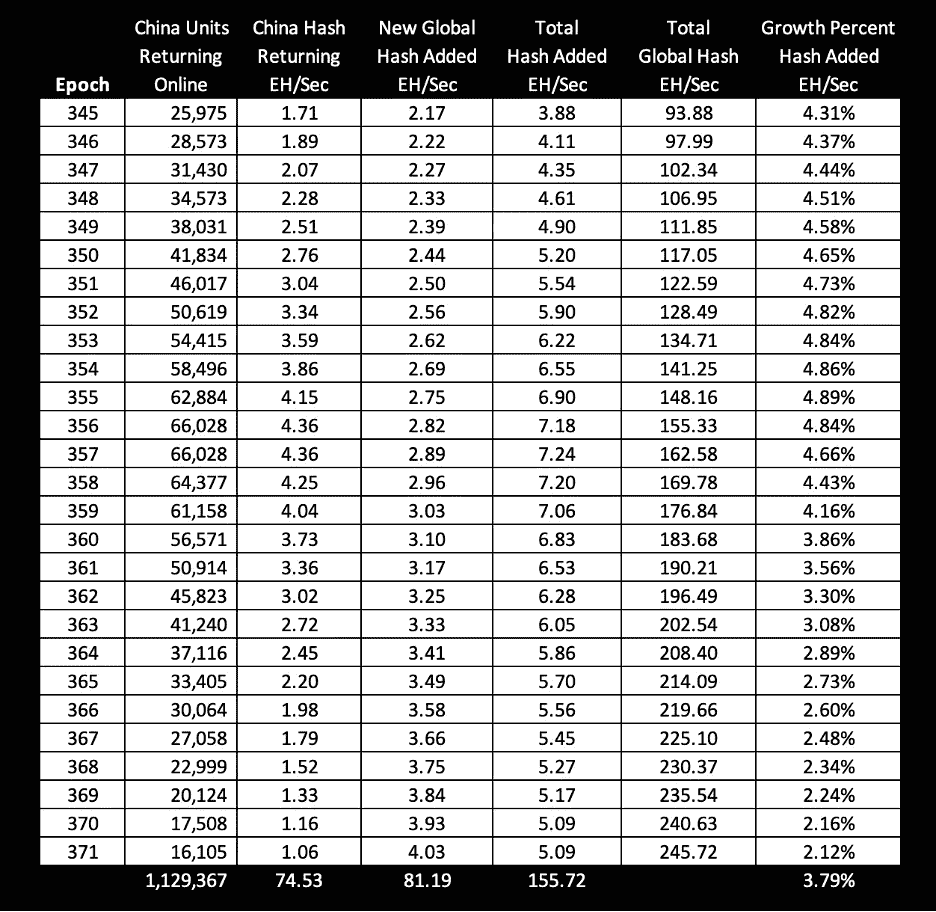 China Units China Hash New Global Total Total Growth Percent
Returning Returning Hash Added Hash Added Global Hash Hash Added
Epoch Online EH/Sec EH/Sec EH/Sec EH/Sec EH/Sec
345 25,975 1.71 2.17 3.88 93.88 4.31%
346 28,573 1.89 2.22 4.11 97.99 4.37%
347 31,430 2.07 2.27 4.35 102.34 4.44%
348 34,573 2.28 2.33 4.61 106.95 4.51%
349 38,031 2.51 2.39 4.90 111.85 4.58%
350 41,834 2.76 2.44 5.20 117.05 4.65%
351 46,017 3.04 2.50 5.54 122.59 4.73%
352 50,619 3.34 2.56 5.90 128.49 4.82%
353 54,415 3.59 2.62 6.22 134.71 4.84%
354 58,496 3.86 2.69 6.55 141.25 4.86%
355 62,884 4.15 2.75 6.90 148.16 4.89%
356 66,028 4.36 2.82 7.18 155.33 4.84%
357 66,028 4.36 2.89 7.24 162.58 4.66%
358 64,377 4.25 2.96 7.20 169.78 4.43%
359 61,158 4.04 3.03 7.06 176.84 4.16%
360 56,571 3.73 3.10 6.83 183.68 3.86%
361 50,914 3.36 3.17 6.53 190.21 3.56%
362 45,823 3.02 3.25 6.28 196.49 3.30%
363 41,240 2.72 3.33 6.05 202.54 3.08%
364 37,116 2.45 3.41 5.86 208.40 2.89%
365 33,405 2.20 3.49 5.70 214.09 2.73%
366 30,064 1.98 3.58 5.56 219.66 2.60%
367 27,058 1.79 3.66 5.45 225.10 2.48%
368 22,999 1.52 3.75 5.27 230.37 2.34%
369 20,124 1.33 3.84 5.17 235.54 2.24%
370 17,508 1.16 3.93 5.09 240.63 2.16%
371 16,105 1.06 4.03 5.09 245.72 2.12%
1,129,367 74.53 81.19 155.72 3.79%